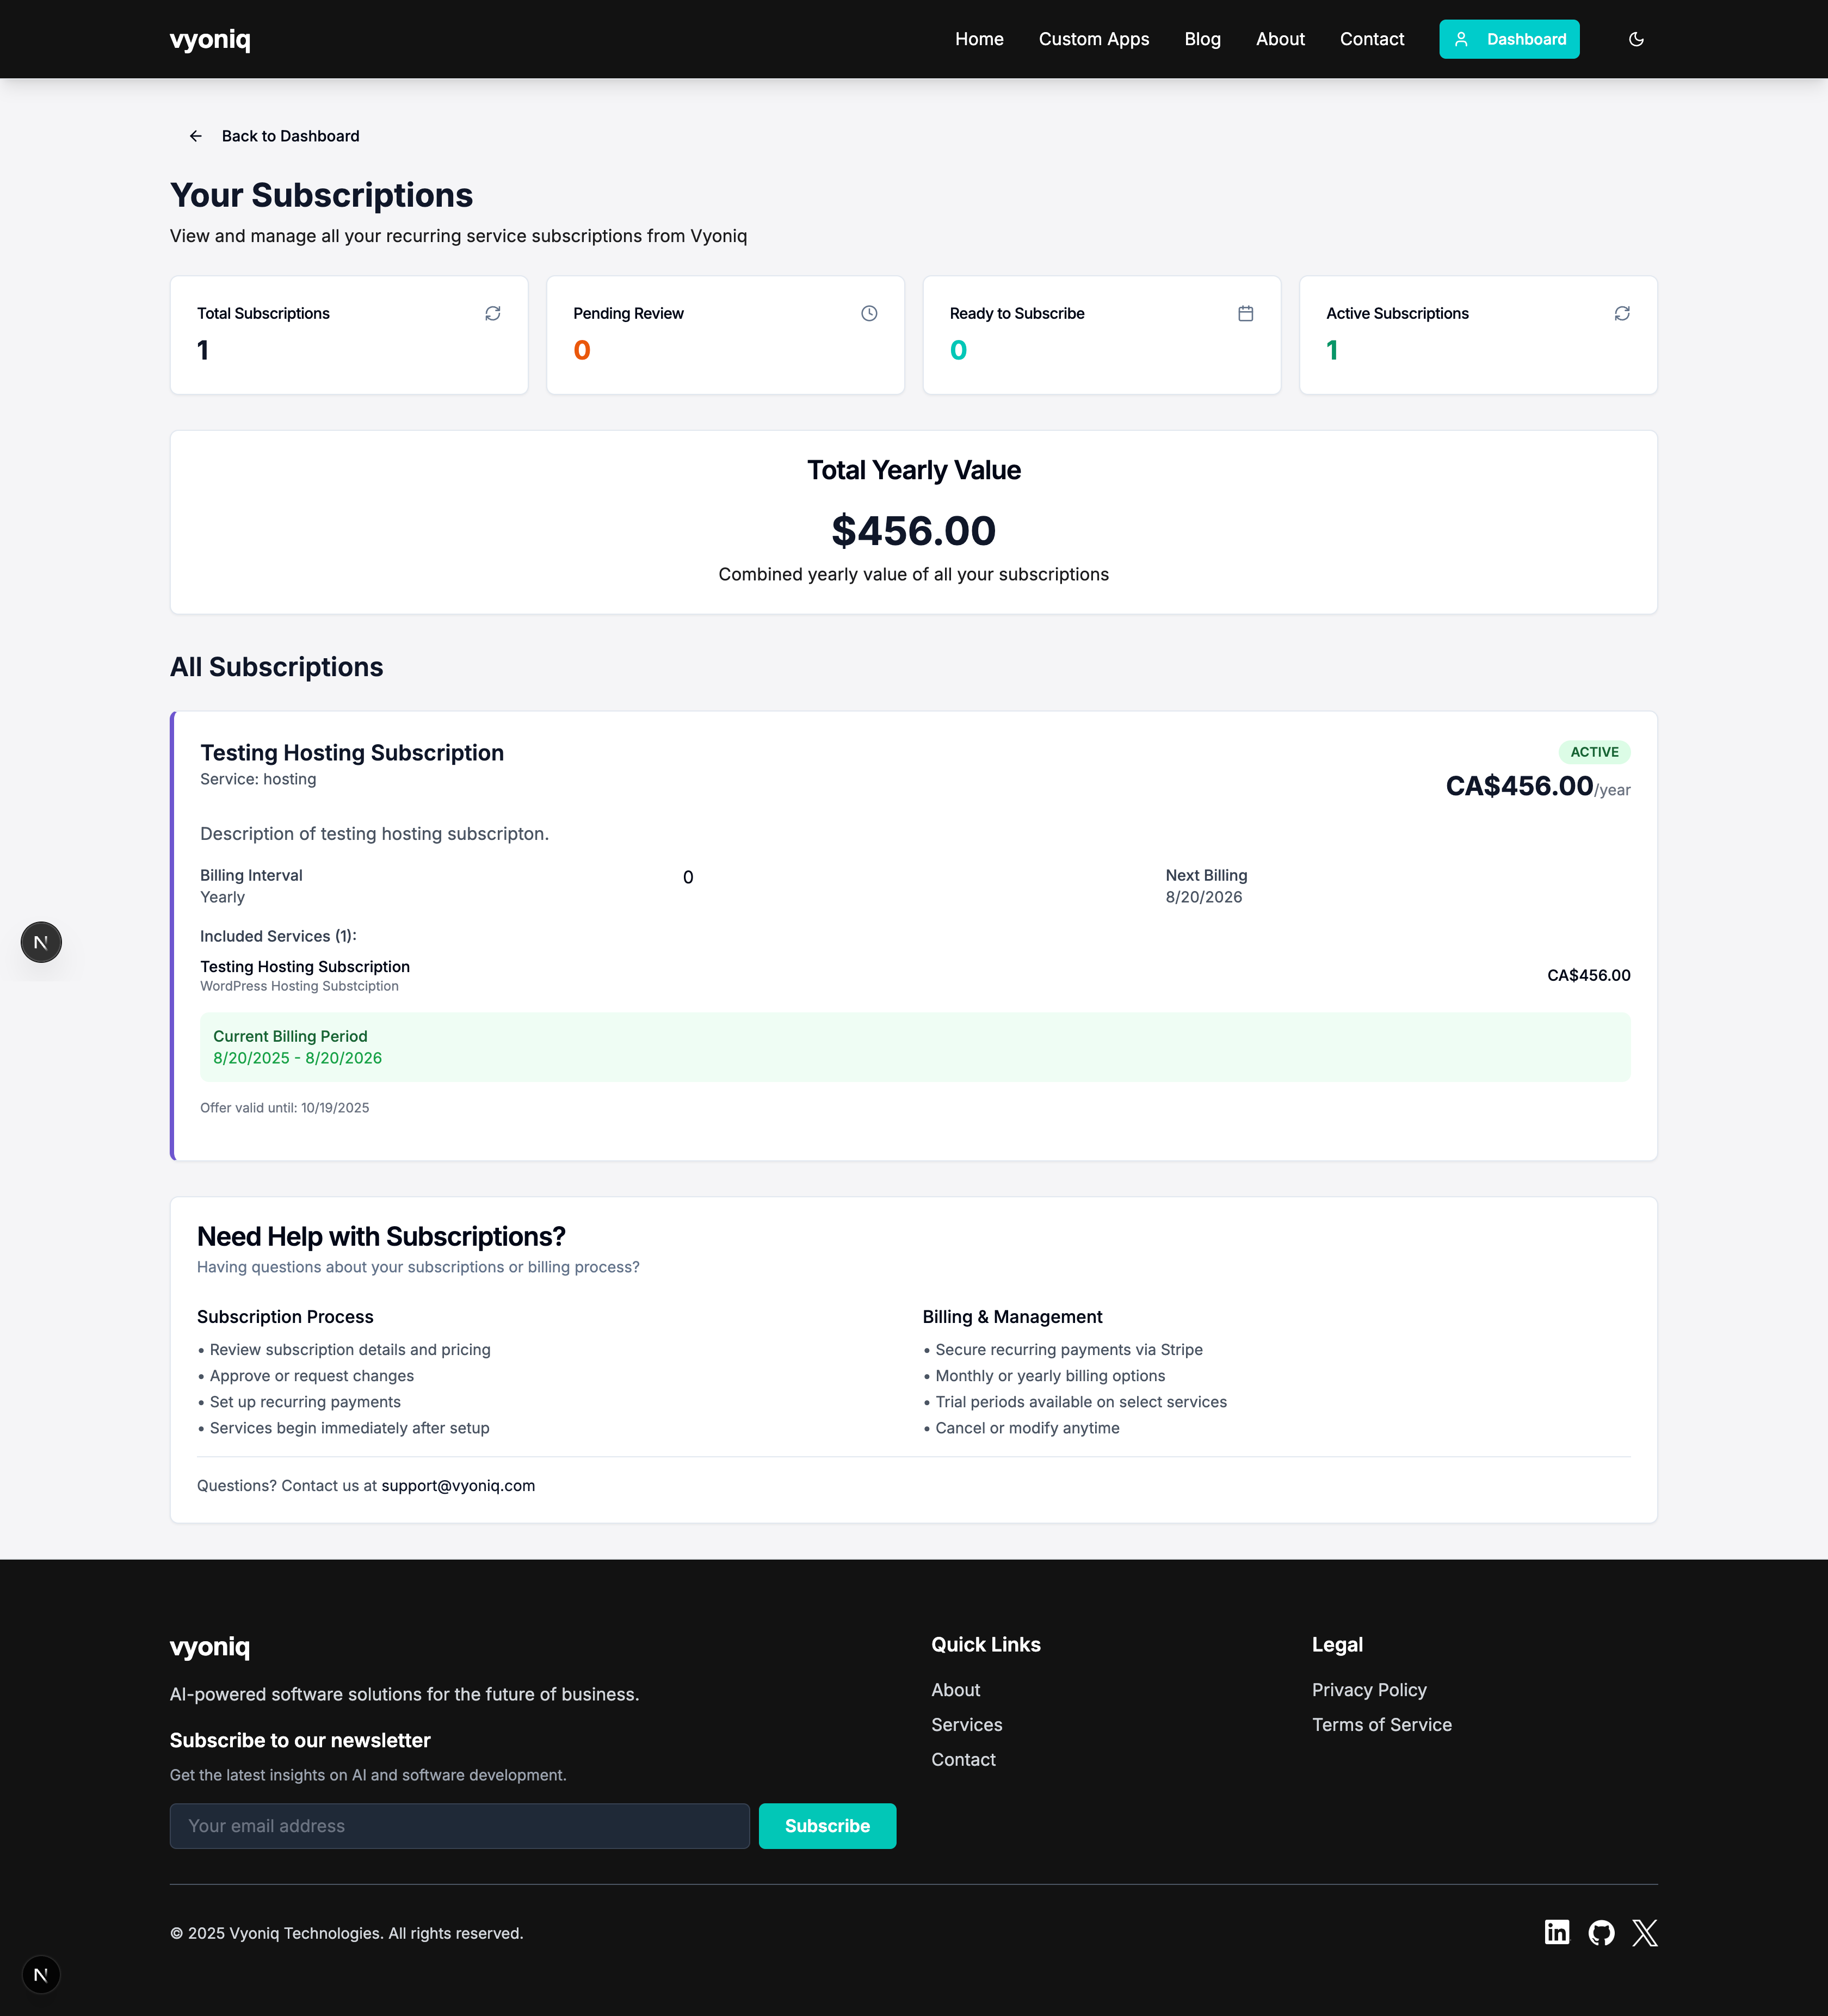 vyoniq
Home
Custom Apps
Blog
About
Contact
Dashboard
Back to Dashboard
Your Subscriptions
View and manage all your recurring service subscriptions from Vyoniq
Total Subscriptions
1
Pending Review
0
Ready to Subscribe
0
Active Subscriptions
1
Total Yearly Value
$456.00
Combined yearly value of all your subscriptions
All Subscriptions
Testing Hosting Subscription
ACTIVE
Service: hosting
CA$456.00/year
Description of testing hosting subscripton.
Billing Interval
Yearly
0
Next Billing
8/20/2026
Included Services (1):
Testing Hosting Subscription
WordPress Hosting Substciption
CA$456.00
Current Billing Period
8/20/2025 - 8/20/2026
Offer valid until: 10/19/2025
N
Need Help with Subscriptions?
Having questions about your subscriptions or billing process?
Subscription Process
• Review subscription details and pricing
• Approve or request changes
• Set up recurring payments
• Services begin immediately after setup
Billing & Management
• Secure recurring payments via Stripe
• Monthly or yearly billing options
• Trial periods available on select services
• Cancel or modify anytime
Questions? Contact us at support@vyoniq.com
vyoniq
AI-powered software solutions for the future of business.
Subscribe to our newsletter
Get the latest insights on AI and software development.
Your email address
Subscribe
Quick Links
About
Services
Contact
Legal
Privacy Policy
Terms of Service
© 2025 Vyoniq Technologies. All rights reserved.
in
X
N